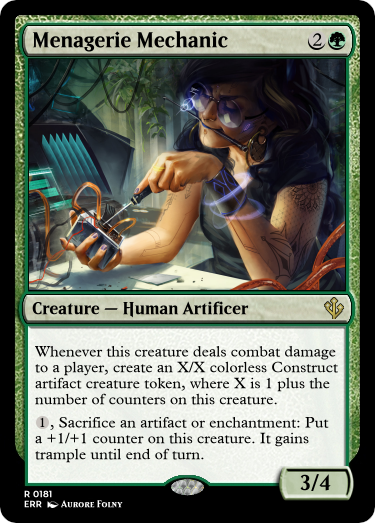 Menagerie Mechanic 2
Creature — Human Artificer
Whenever this creature deals combat damage
to a player, create an X/X colorless Construct
artifact creature token, where X is 1 plus the
number of counters on this creature.
1, Sacrifice an artifact or enchantment: Put
a +1/+1 counter on this creature. It gains
trample until end of turn.
3/4
R 0181
ERR Aurore Folny